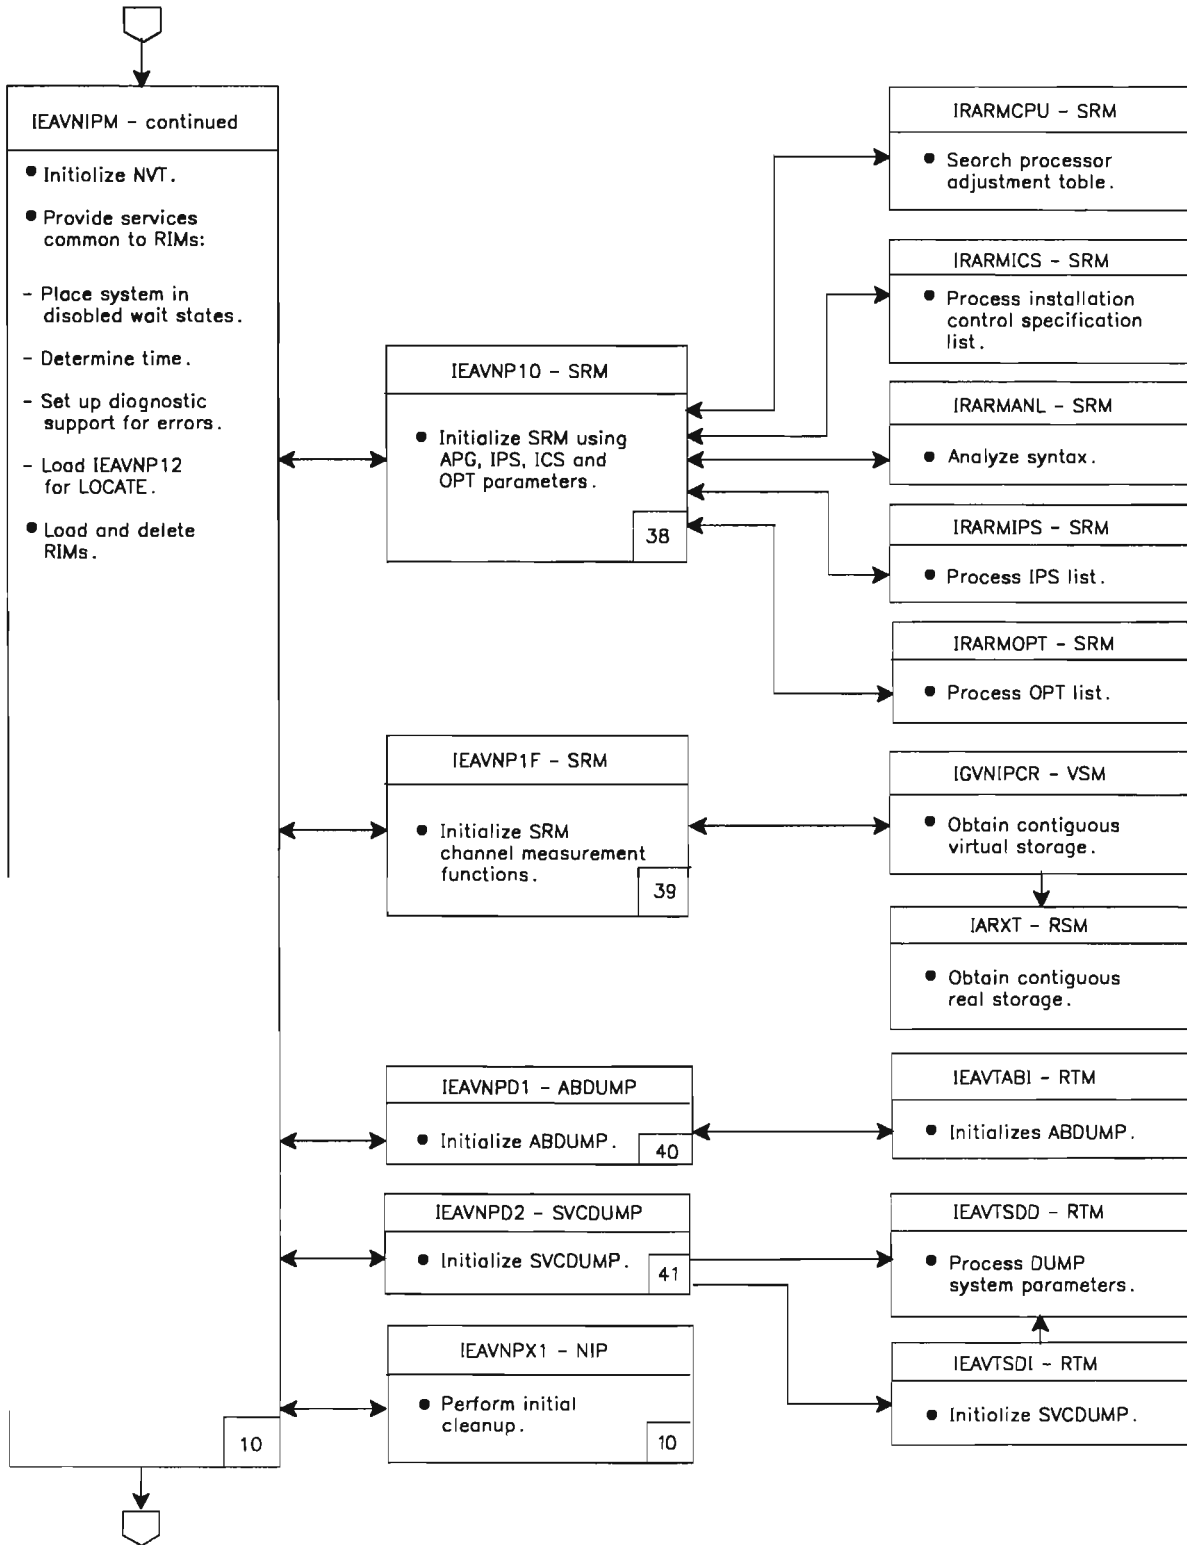 IEAVNIPM - continued
● Initiolize NVT.
● Provide services
common to RIMs:
- Place system in
disobled wait states.
- Determine time.
- Set up diognostic
support for errors.
- Load IEAVNP12
for LOCATE.
● Load and delete
RIMs.
10
IEAVNP10 - SRM
● Initialize SRM using
APG, IPS, ICS and
OPT parameters.
38
IRARMCPU - SRM
● Seorch processor
adjustment table.
IRARMICS - SRM
● Process installation
control specification
list.
IRARMANL - SRM
● Analyze syntax.
IRARMIPS - SRM
● Process IPS list.
IRARMOPT - SRM
● Process OPT list.
IEAVNP1F - SRM
● Initialize SRM
channel measurement
functions.
39
IGVNIPCR - VSM
● Obtain contiguous
virtual storage.
IARXT - RSM
● Obtain contiguous
real storage.
IEAVNPD1 - ABDUMP
● Initialize ABDUMP.
40
IEAVTABI - RTM
● Initializes ABDUMP.
IEAVNPD2 - SVCDUMP
● Initialize SVCDUMP.
41
IEAVTSDD - RTM
● Process DUMP
system parameters.
IEAVTSDI - RTM
● Initiolize SVCDUMP.
IEAVNPX1 - NIP
● Perform initial
cleanup.
10